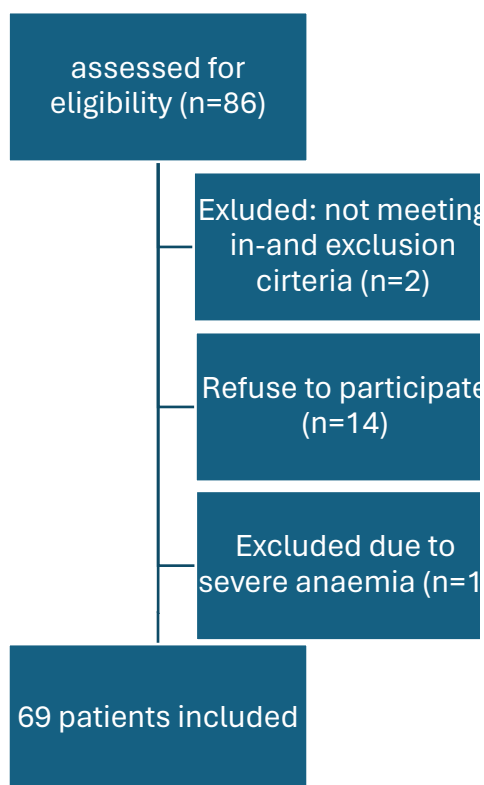 assessed for
eligibility (n=86)
Exluded: not meeting
in-and exclusion
cirteria (n=2)
Refuse to participate
(n=14)
Excluded due to
severe anaemia (n=1
69 patients included